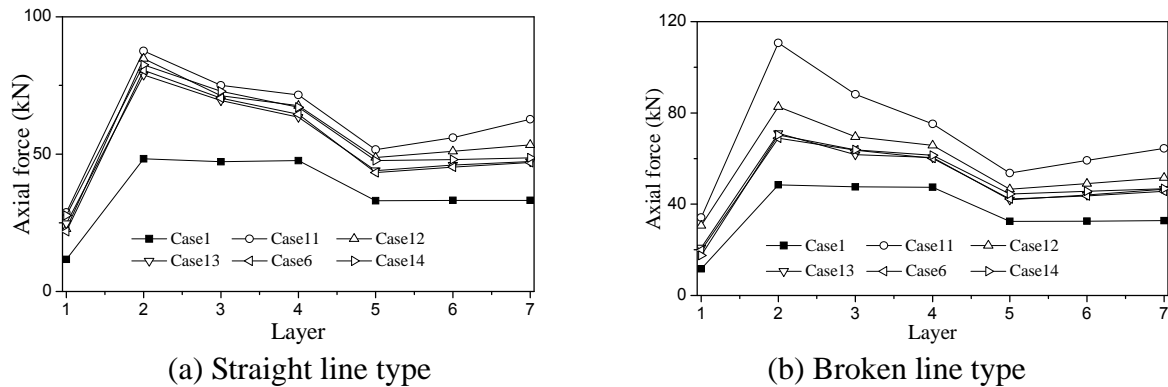 100
50
0
Axial force (kN)
Case1 Case11 Case12
Case13 Case6 Case14
1 2 3 4 5 6 7
Layer
(a) Straight line type
120
80
40
0
Axial force (kN)
Case1 Case11 Case12
Case13 Case6 Case14
1 2 3 4 5 6 7
Layer
(b) Broken line type